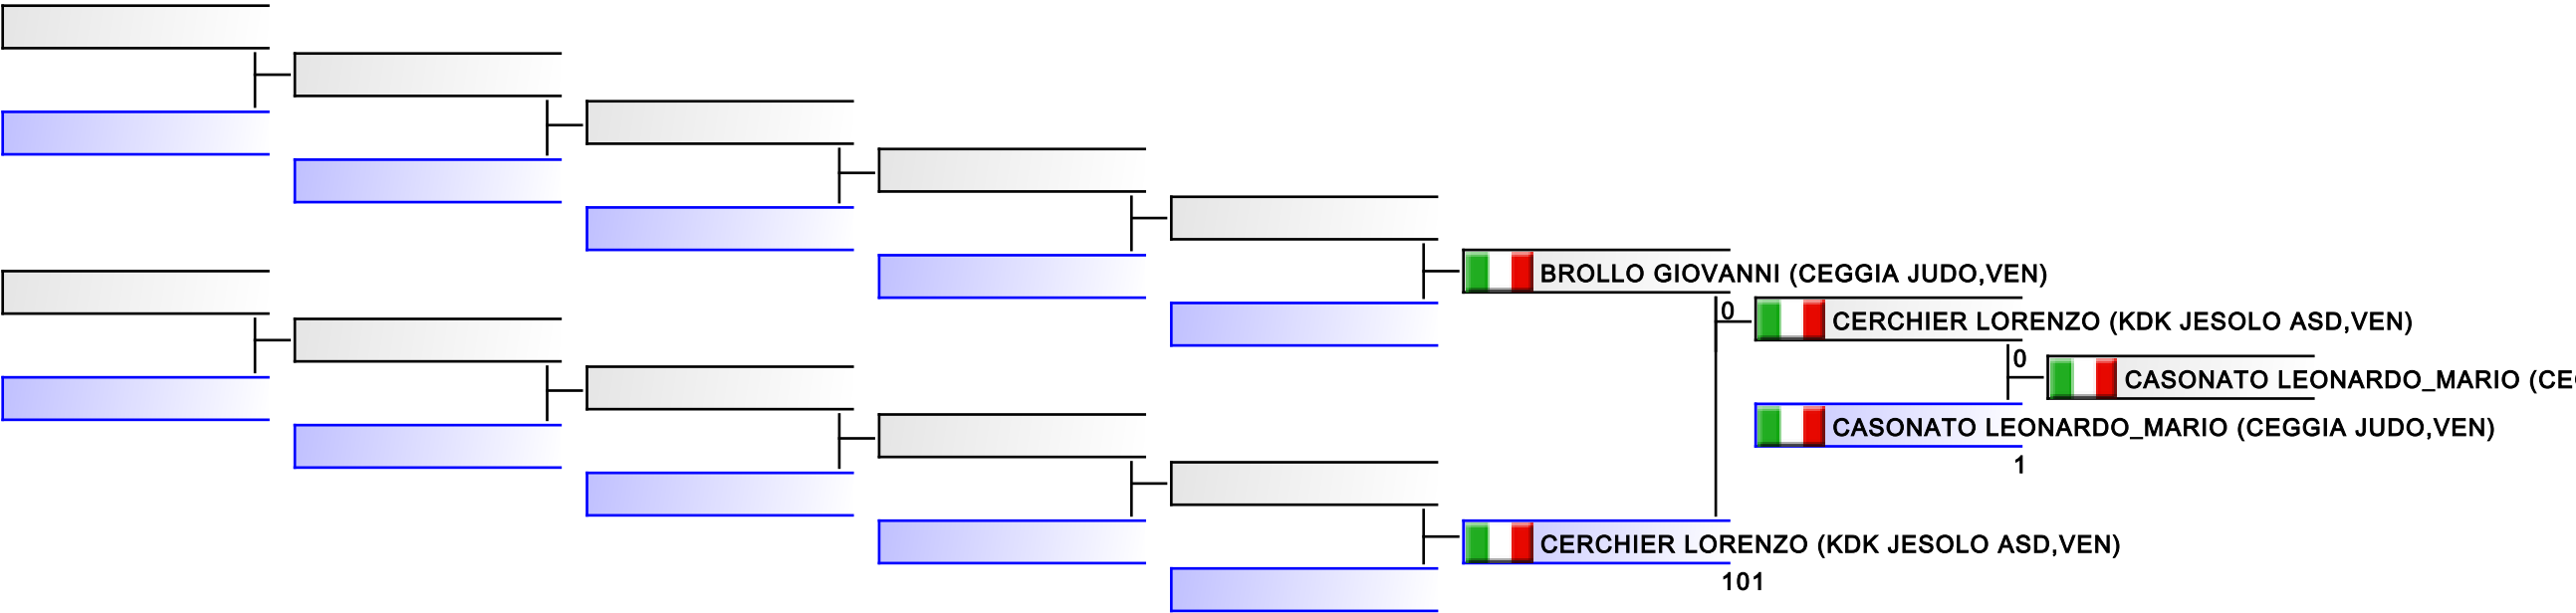 BROLLO GIOVANNI (CEGGIA JUDO,VEN)
0
CERCHIER LORENZO (KDK JESOLO ASD,VEN)
0
CASONATO LEONARDO_MARIO (CE
CASONATO LEONARDO_MARIO (CEGGIA JUDO,VEN)
1
CERCHIER LORENZO (KDK JESOLO ASD,VEN)
101